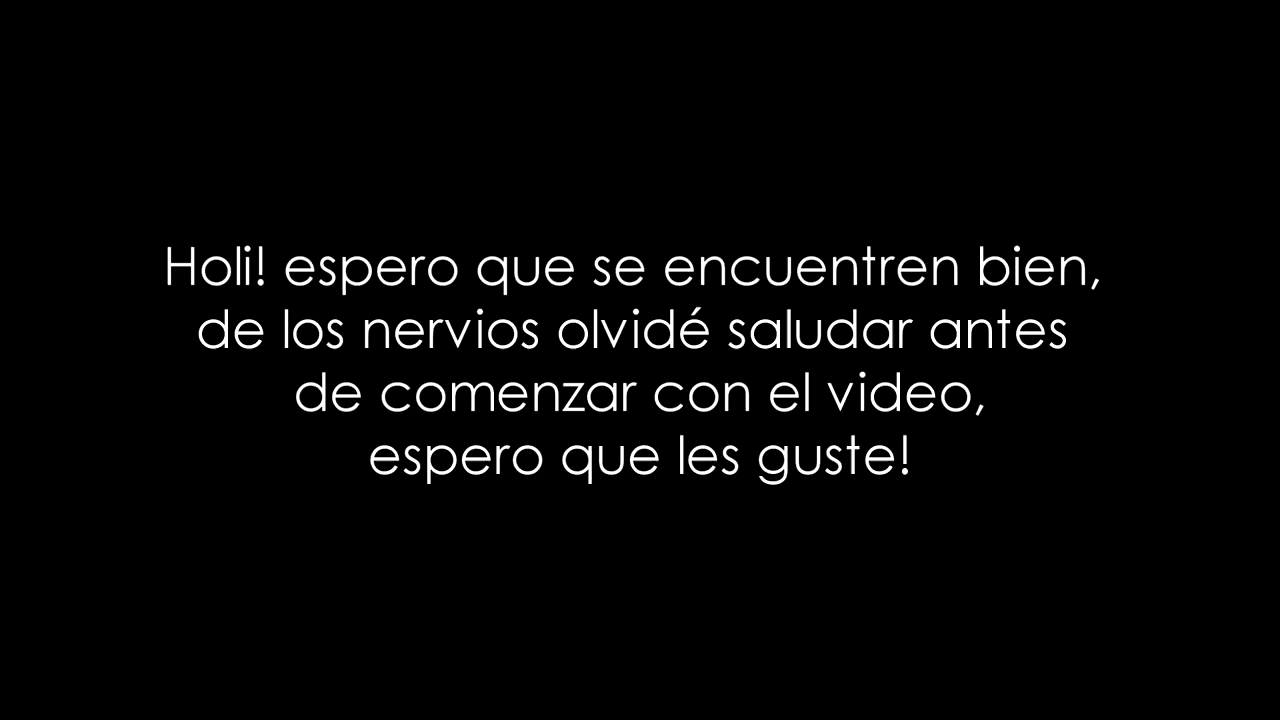 Holi! espero que se encuentren bien,
de los nervios olvidé saludar antes
de comenzar con el video,
espero que les guste!